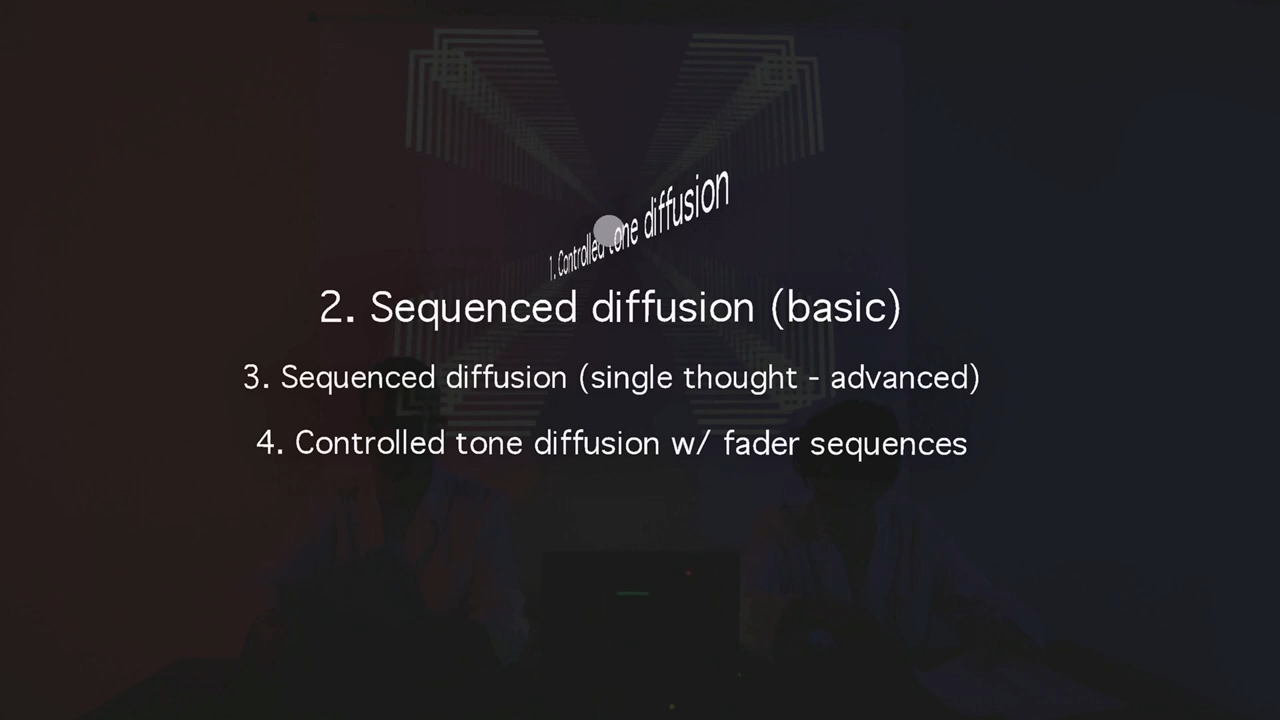 1. Controlled tone diffusion
2. Sequenced diffusion (basic)
3. Sequenced diffusion (single thought - advanced)
4. Controlled tone diffusion w/ fader sequences